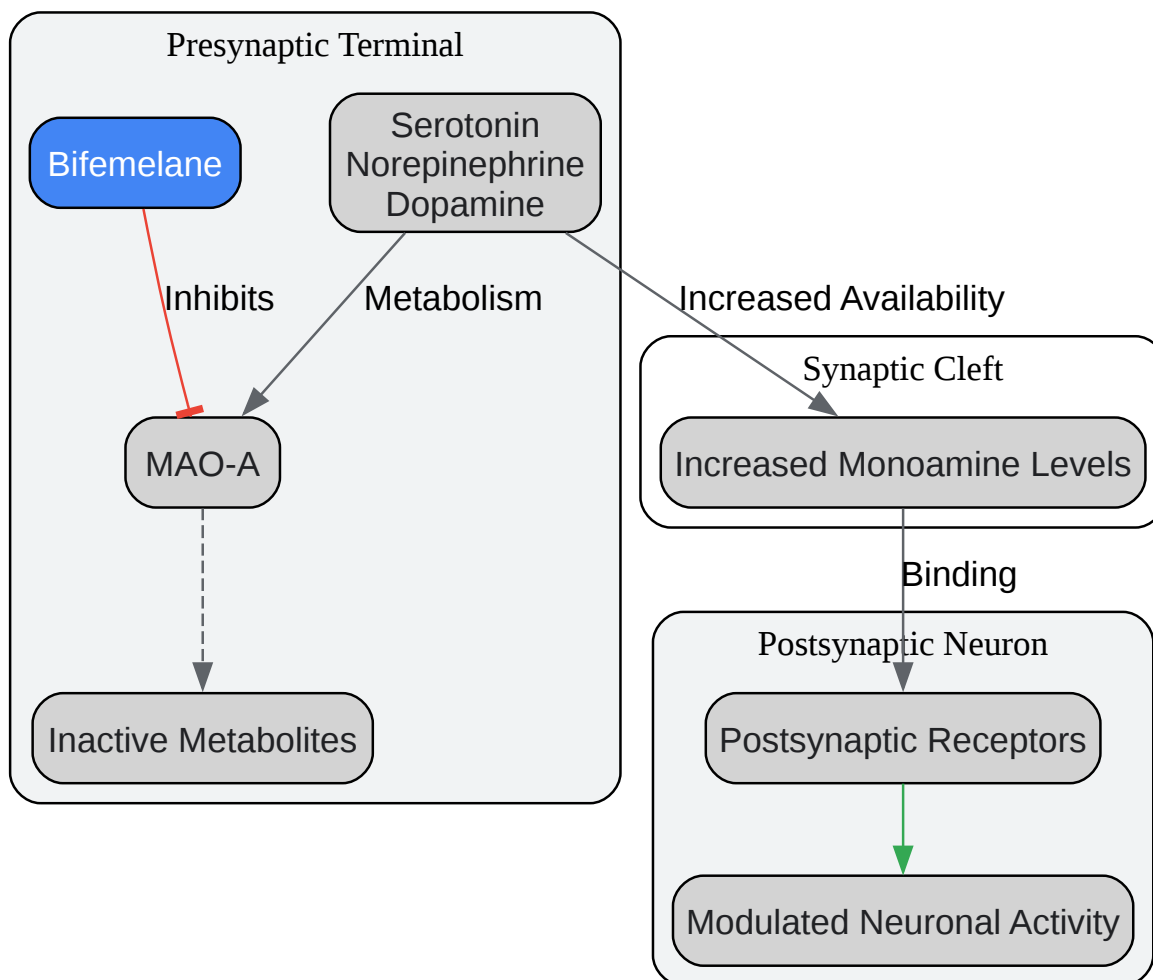 Presynaptic Terminal
Bifemelane
Serotonin
Norepinephrine
Dopamine
Inhibits
Metabolism
Increased Availability
Synaptic Cleft
MAO-A
Increased Monoamine Levels
Binding
Postsynaptic Neuron
Inactive Metabolites
Postsynaptic Receptors
Modulated Neuronal Activity